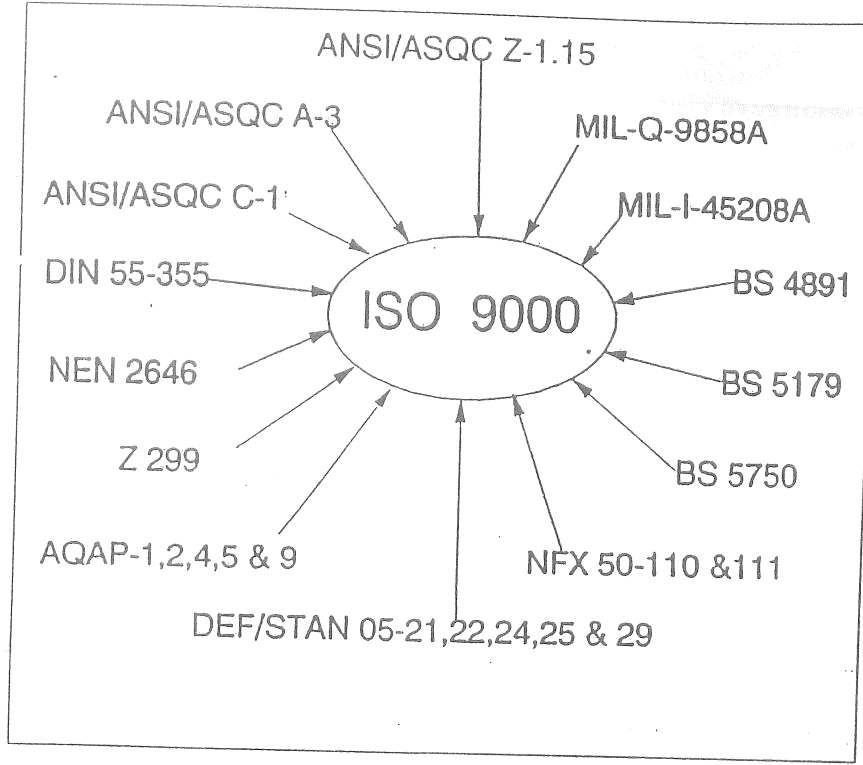 ANSI/ASQC Z-1.15
ANSI/ASQC A-3
MIL-Q-9858A
ANSI/ASQC C-1
MIL-I-45208A
DIN 55-355
BS 4891
ISO 9000
NEN 2646
BS 5179
Z 299
BS 5750
AQAP-1,2,4,5 & 9
NFX 50-110 &111
DEF/STAN 05-21,22,24,25 & 29